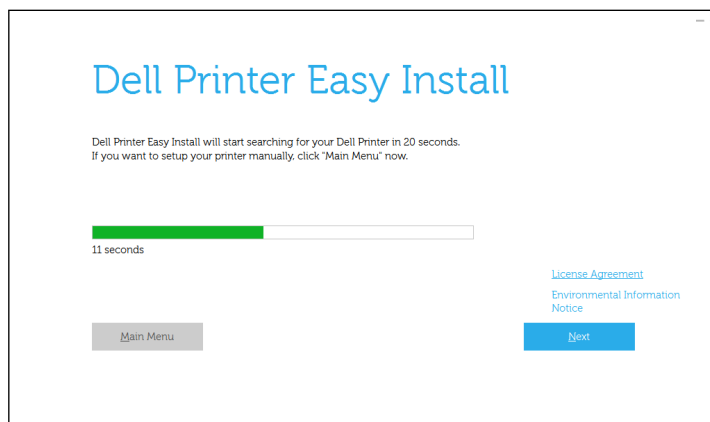 Dell Printer Easy Install
Dell Printer Easy Install will start searching for your Dell Printer in 20 seconds.
If you want to setup your printer manually, click "Main Menu" now.
11 seconds
License Agreement
Environmental Information
Notice
Main Menu
Next